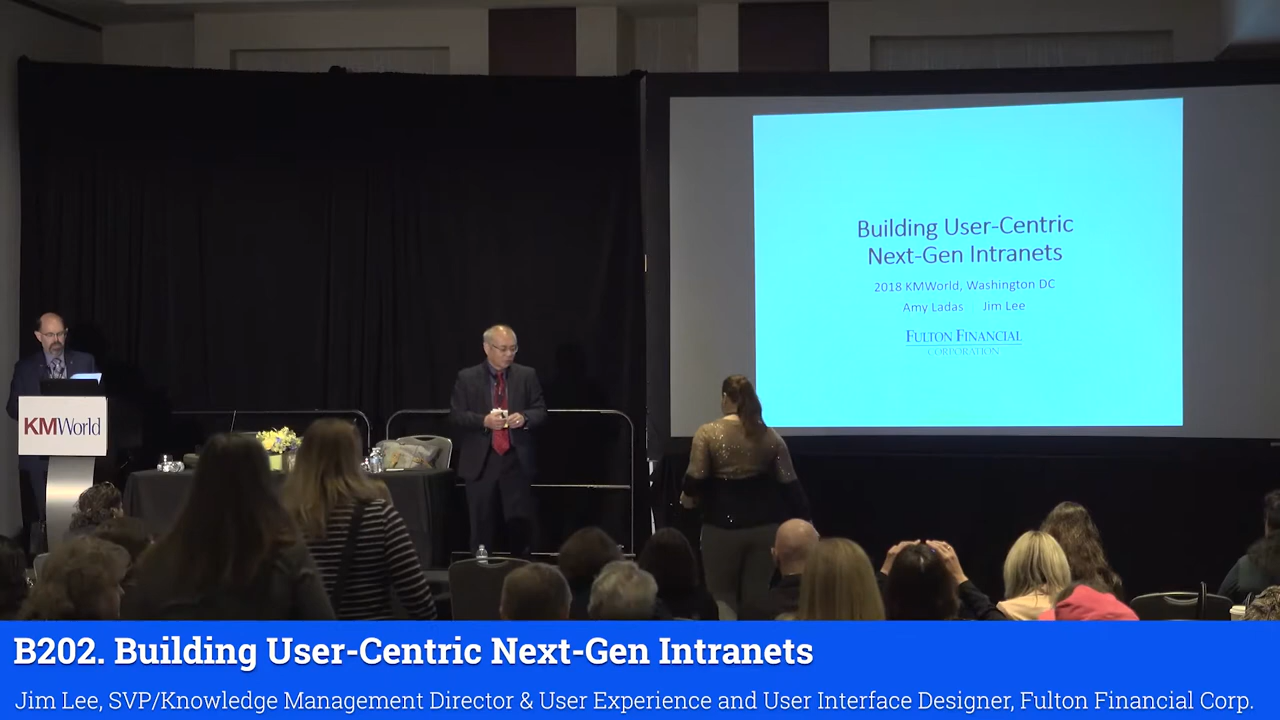 Building User-Centric
Next-Gen Intranets
2018 KMWorld, Washington DC
Amy Ladas Jim Lee
FULTON FINANCIAL
CORPORATION
KMWorld
B202. Building User-Centric Next-Gen Intranets
Jim Lee, SVP/Knowledge Management Director & User Experience and User Interface Designer, Fulton Financial Corp.